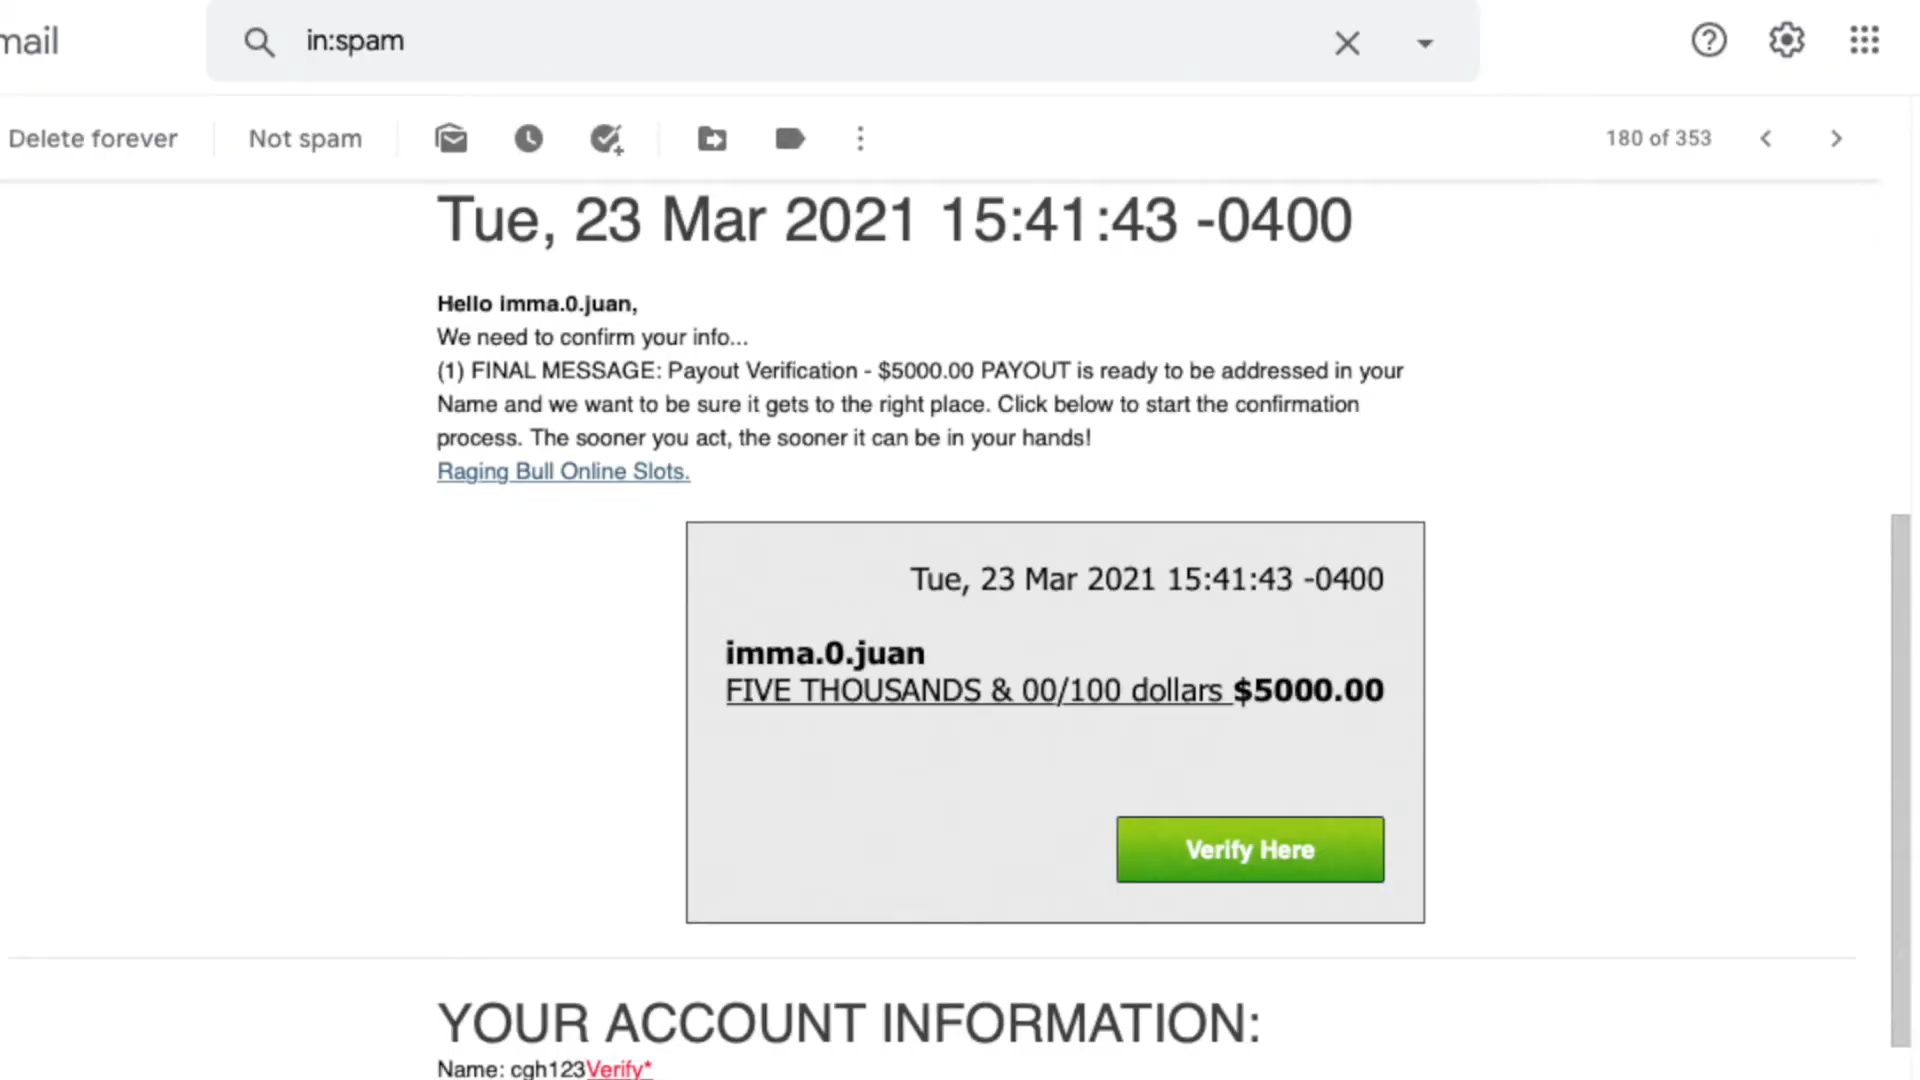 mail
in:spam
Delete forever
Not spam
180 of 353
Tue, 23 Mar 2021 15:41:43 -0400
Hello imma.0.juan,
We need to confirm your info...
(1) FINAL MESSAGE: Payout Verification - $5000.00 PAYOUT is ready to be addressed in your
Name and we want to be sure it gets to the right place. Click below to start the confirmation
process. The sooner you act, the sooner it can be in your hands!
Raging Bull Online Slots.
Tue, 23 Mar 2021 15:41:43 -0400
imma.0.juan
FIVE THOUSANDS & 00/100 dollars $5000.00
Verify Here
YOUR ACCOUNT INFORMATION:
Name: cgh123Verify*